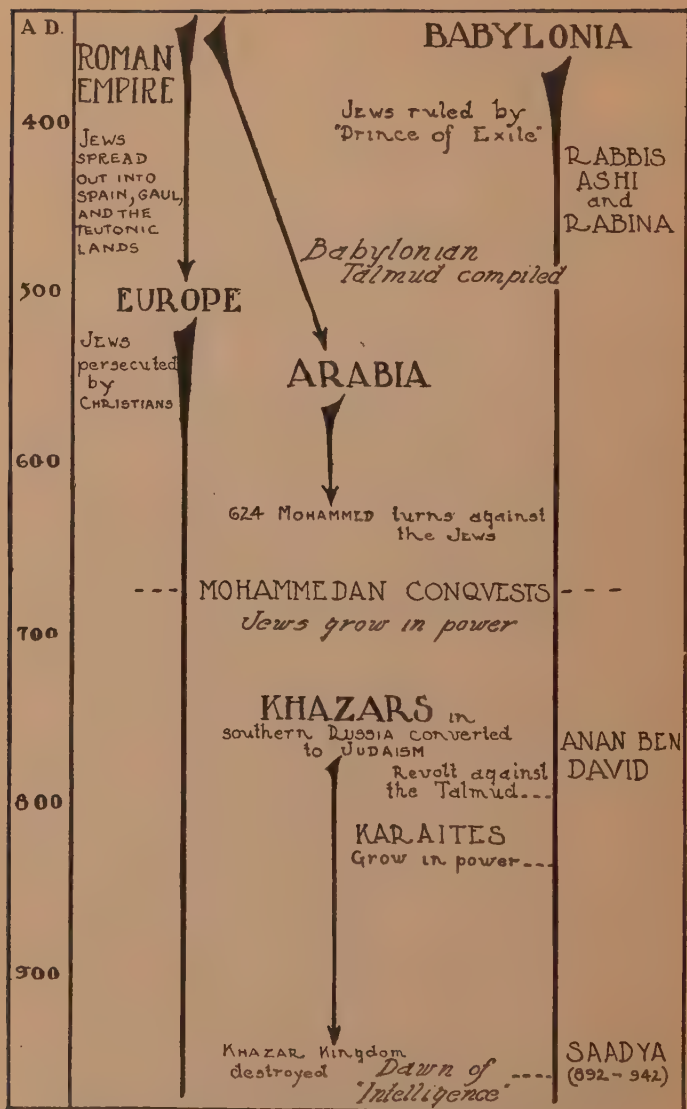 A D.
ROMAN
EMPIRE
BABYLONIA
400
JEWS
SPREAD
OUT INTO
SPAIN, GAUL,
AND THE
TEUTONIC
LANDS
JEWS ruled by
"Prince of Exile"
RABBIS
ASHI
and
RABINA
Babylonian
Talmud compiled
500
EUROPE
JEWS
persecuted
by
CHRISTIANS
ARABIA
600
624 MOHAMMED turns against
the JEWS
MOHAMMEDAN CONQVESTS
Jews grow in power
700
KHAZARS in
southern RUSSIA converted
to JUDAISM
ANAN BEN
DAVID
Revolt against
the Talmud
800
KARAITES
Grow in power
900
KHAZAR Kingdom
destroyed
Dawn of
"Intelligence"
SAADYA
(892-942)